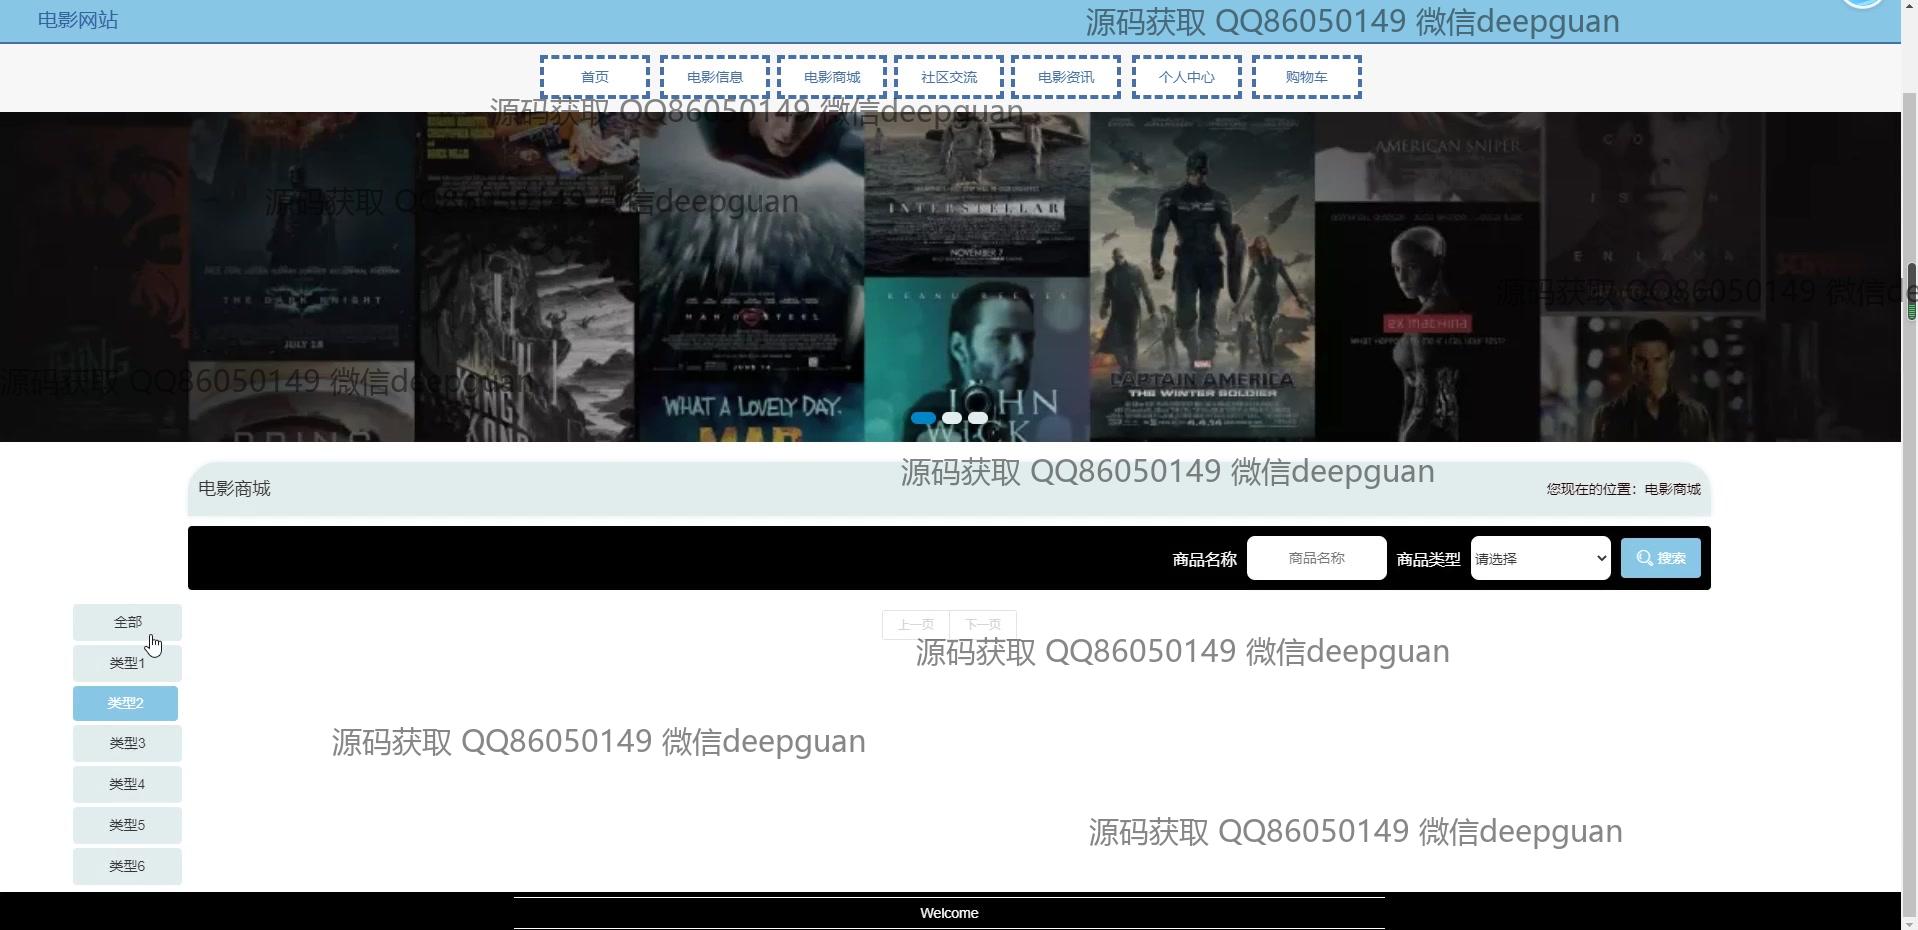 电影网站
源码获取 QQ86050149 微信deepguan
首页 电影信息 电影商城 社区交流 电影资讯 个人中心 购物车
源码获取 QQ86050149 微信deepguan
AMERICAN SNIPER
源码获取 QQ86050149 微信deepguan
INTERSTELLAR
NOVEMBER 7
源码获取 QQ86050149 微信dee
THE DARK KNIGHT
KEANU REEVES
MAN OF STEEL
EX MACHINA
JULY 18
JUNE 14
源码获取 QQ86050149 微信deepguan
CAPTAIN AMERICA
THE WINTER SOLDIER
WHAT A LOVELY DAY.
JOHN
WICK
4.4.14
MAD
电影商城
源码获取 QQ86050149 微信deepguan
您现在的位置：电影商城
商品名称 商品名称 商品类型 请选择 搜索
全部
上一页 下一页
源码获取 QQ86050149 微信deepguan
类型1
类型2
类型3
源码获取 QQ86050149 微信deepguan
类型4
类型5
源码获取 QQ86050149 微信deepguan
类型6
Welcome